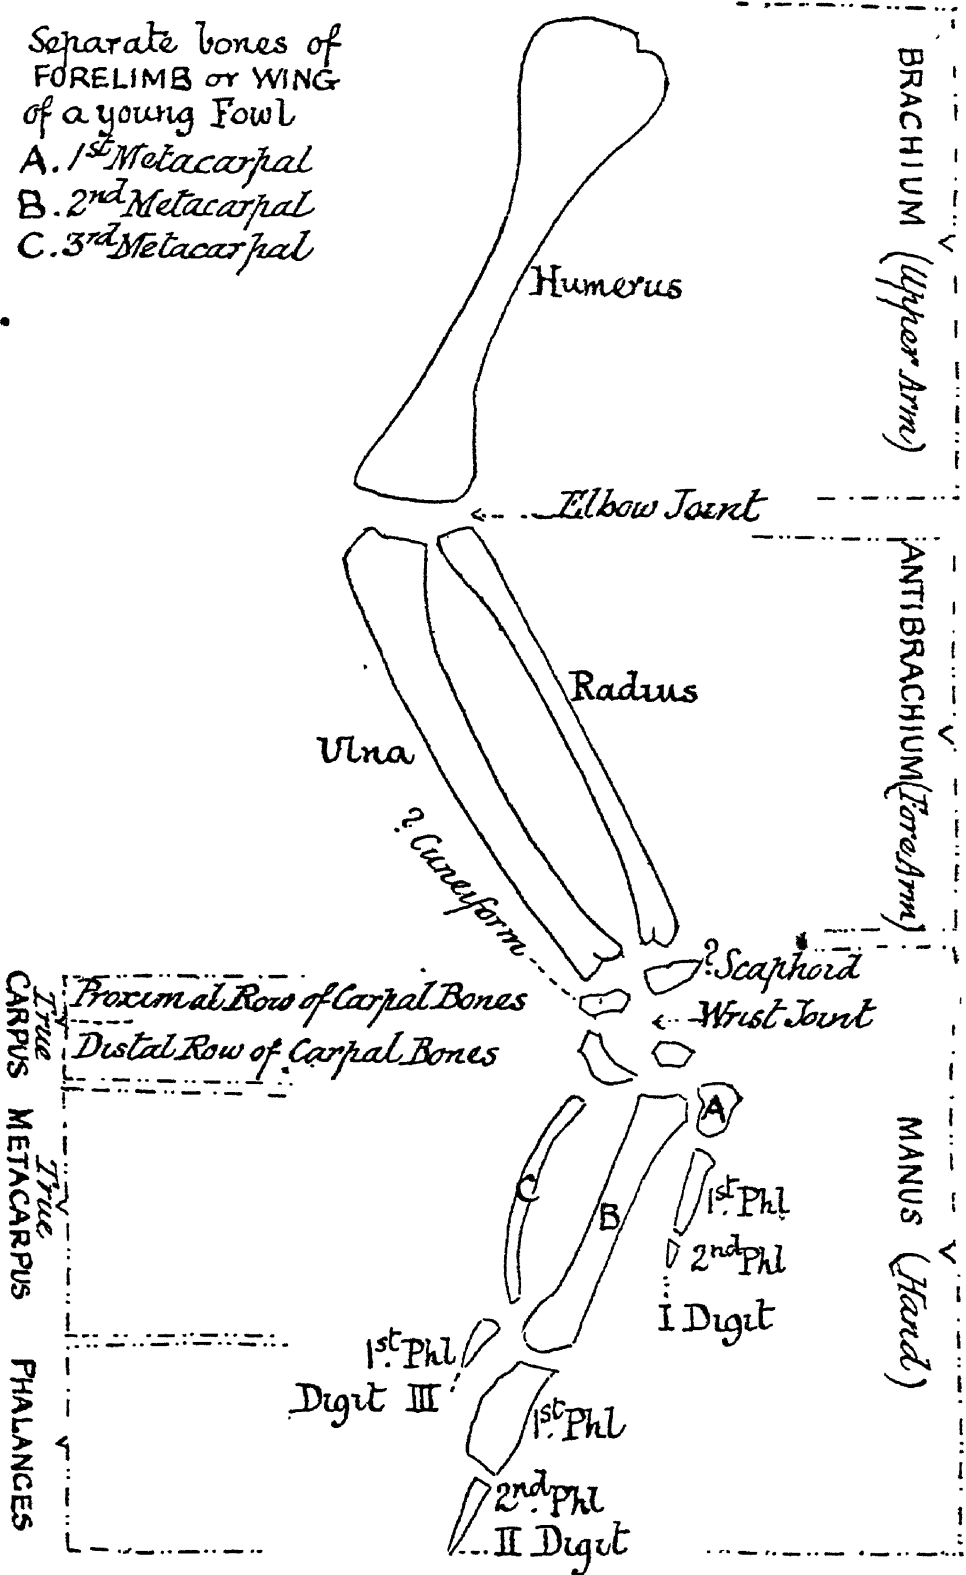 Separate bones of
FORELIMB or WING
of a young Fowl
A. 1st Metacarpal
B. 2nd Metacarpal
C. 3rd Metacarpal
BRACHIUM (Upper Arm)
Humerus
Elbow Joint
ANTIBRACHIUM (Fore Arm)
Radius
Ulna
? Cuneiform
? Scaphoid
Proximal Row of Carpal Bones
Wrist Joint
Distal Row of Carpal Bones
True
CARPUS
A
MANUS (Hand)
True
METACARPUS
C
B
1st Phl
2nd Phl
I Digit
1st Phl
Digit III
PHALANGES
1st Phl
2nd Phl
II Digit